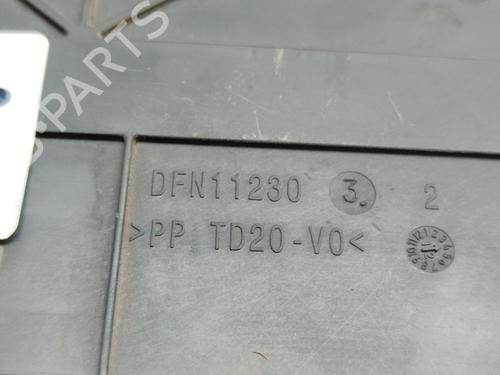 B-PARTS
DFN11230 3. 2
>PP TD20-V0<